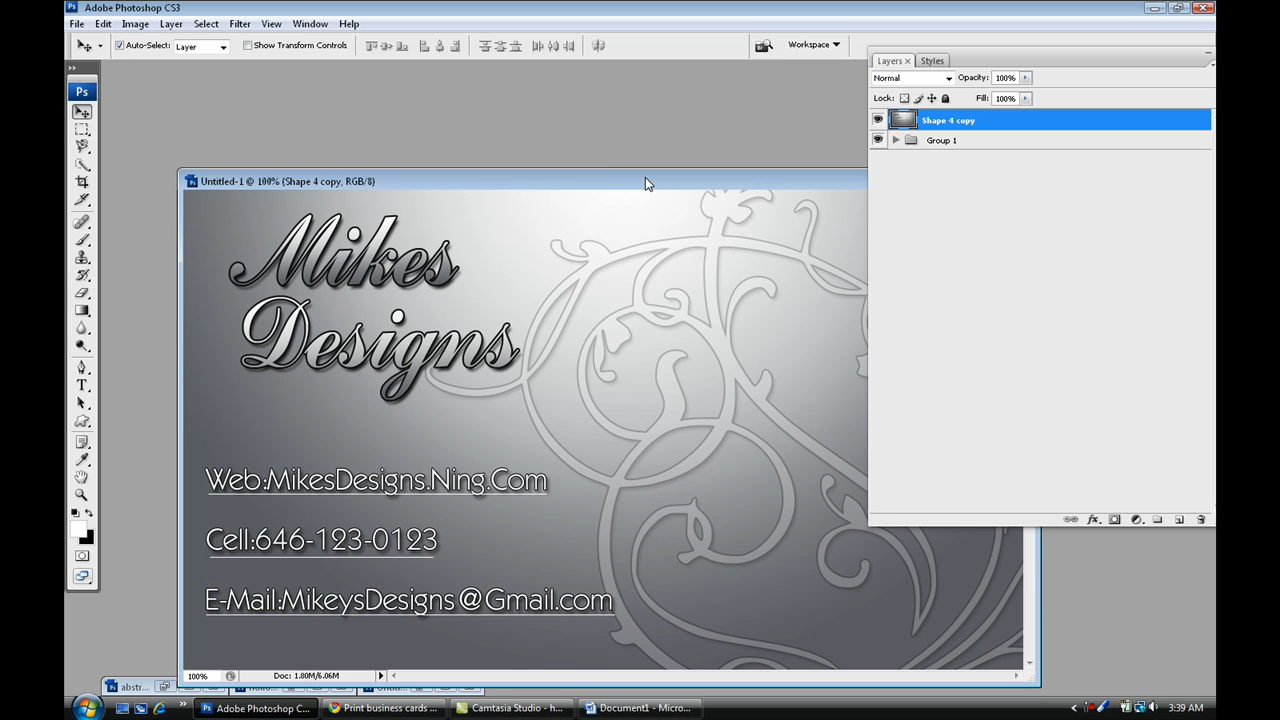 Adobe Photoshop CS3
File Edit Image Layer Select Filter View Window Help
Auto-Select: Layer Show Transform Controls Workspace
Layers × Styles
Normal Opacity: 100%
Lock: Fill: 100%
Ps
Shape 4 copy
Group 1
Untitled-1 @ 100% (Shape 4 copy, RGB/8)
Mikes
Designs
Web:MikesDesigns.Ning.Com
Cell:646-123-0123
E-Mail:MikeysDesigns@Gmail.com
100% Doc: 1.80M/6.06M
abstr...
Adobe Photoshop C... Print business cards ... Camtasia Studio - h... Document1 - Micro... 3:39 AM